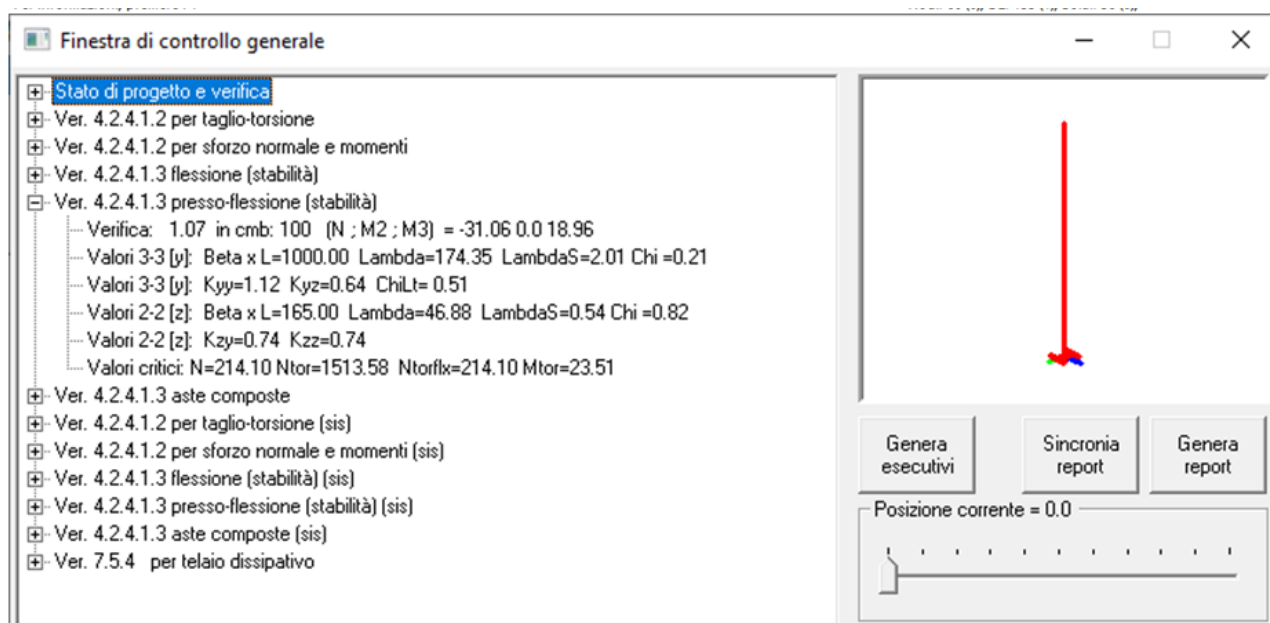 Finestra di controllo generale
Stato di progetto e verifica
Ver. 4.2.4.1.2 per taglio-torsione
Ver. 4.2.4.1.2 per sforzo normale e momenti
Ver. 4.2.4.1.3 flessione (stabilità)
Ver. 4.2.4.1.3 presso-flessione (stabilità)
Verifica: 1.07 in cmb: 100 (N ; M2 ; M3) = -31.06 0.0 18.96
Valori 3-3 [y]: Beta x L=1000.00 Lambda=174.35 LambdaS=2.01 Chi =0.21
Valori 3-3 [y]: Kyy=1.12 Kyz=0.64 ChiLt= 0.51
Valori 2-2 [z]: Beta x L=165.00 Lambda=46.88 LambdaS=0.54 Chi =0.82
Valori 2-2 [z]: Kzy=0.74 Kzz=0.74
Valori critici: N=214.10 Ntor=1513.58 Ntorflx=214.10 Mtor=23.51
Ver. 4.2.4.1.3 aste composte
Ver. 4.2.4.1.2 per taglio-torsione (sis)
Ver. 4.2.4.1.2 per sforzo normale e momenti (sis)
Ver. 4.2.4.1.3 flessione (stabilità) (sis)
Ver. 4.2.4.1.3 presso-flessione (stabilità) (sis)
Ver. 4.2.4.1.3 aste composte (sis)
Ver. 7.5.4 per telaio dissipativo
Genera esecutivi
Sincronia report
Genera report
Posizione corrente = 0.0